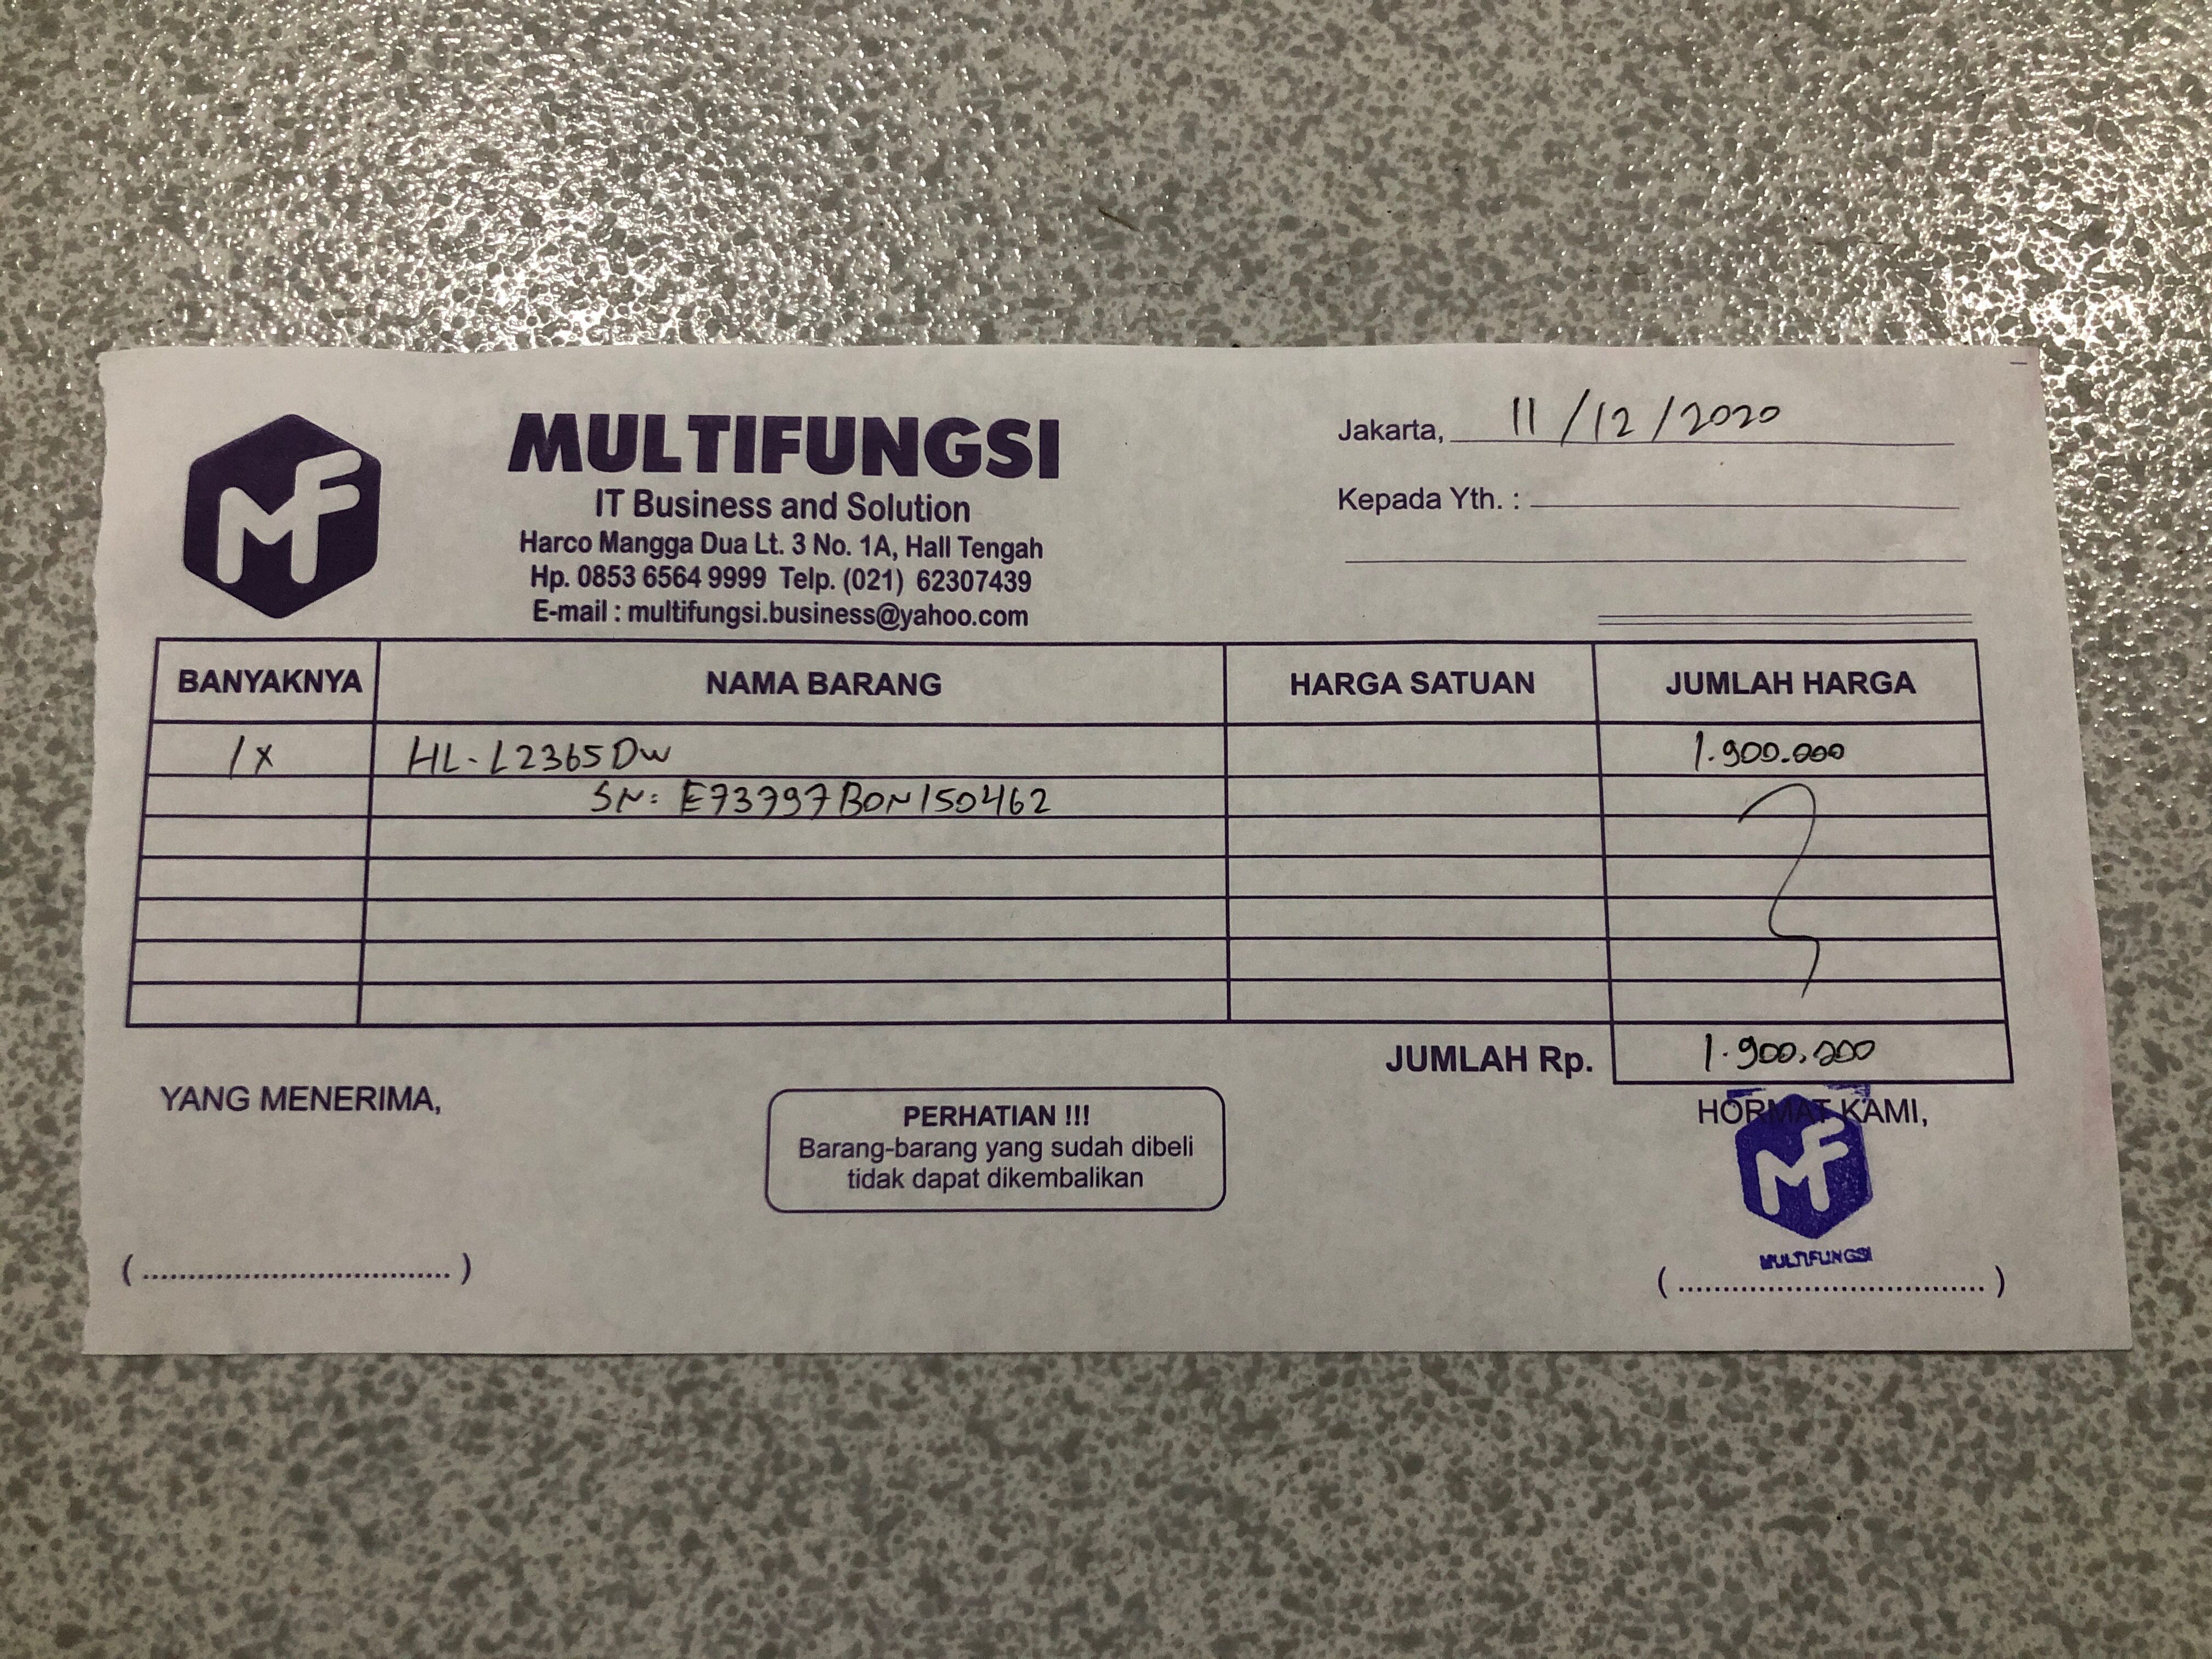 MF
MULTIFUNGSI
IT Business and Solution
Harco Mangga Dua Lt. 3 No. 1A, Hall Tengah
Hp. 0853 6564 9999 Telp. (021) 62307439
E-mail : multifungsi.business@yahoo.com
Jakarta, 11/12/2020
Kepada Yth. :
BANYAKNYA NAMA BARANG HARGA SATUAN JUMLAH HARGA
1x HL-L2365DW 1.900.000
SN: E73797BON150462
JUMLAH Rp. 1.900.000
YANG MENERIMA,
PERHATIAN !!!
Barang-barang yang sudah dibeli
tidak dapat dikembalikan
HORMAT KAMI,
MF
MULTIFUNGSI
(..................................)
(..................................)